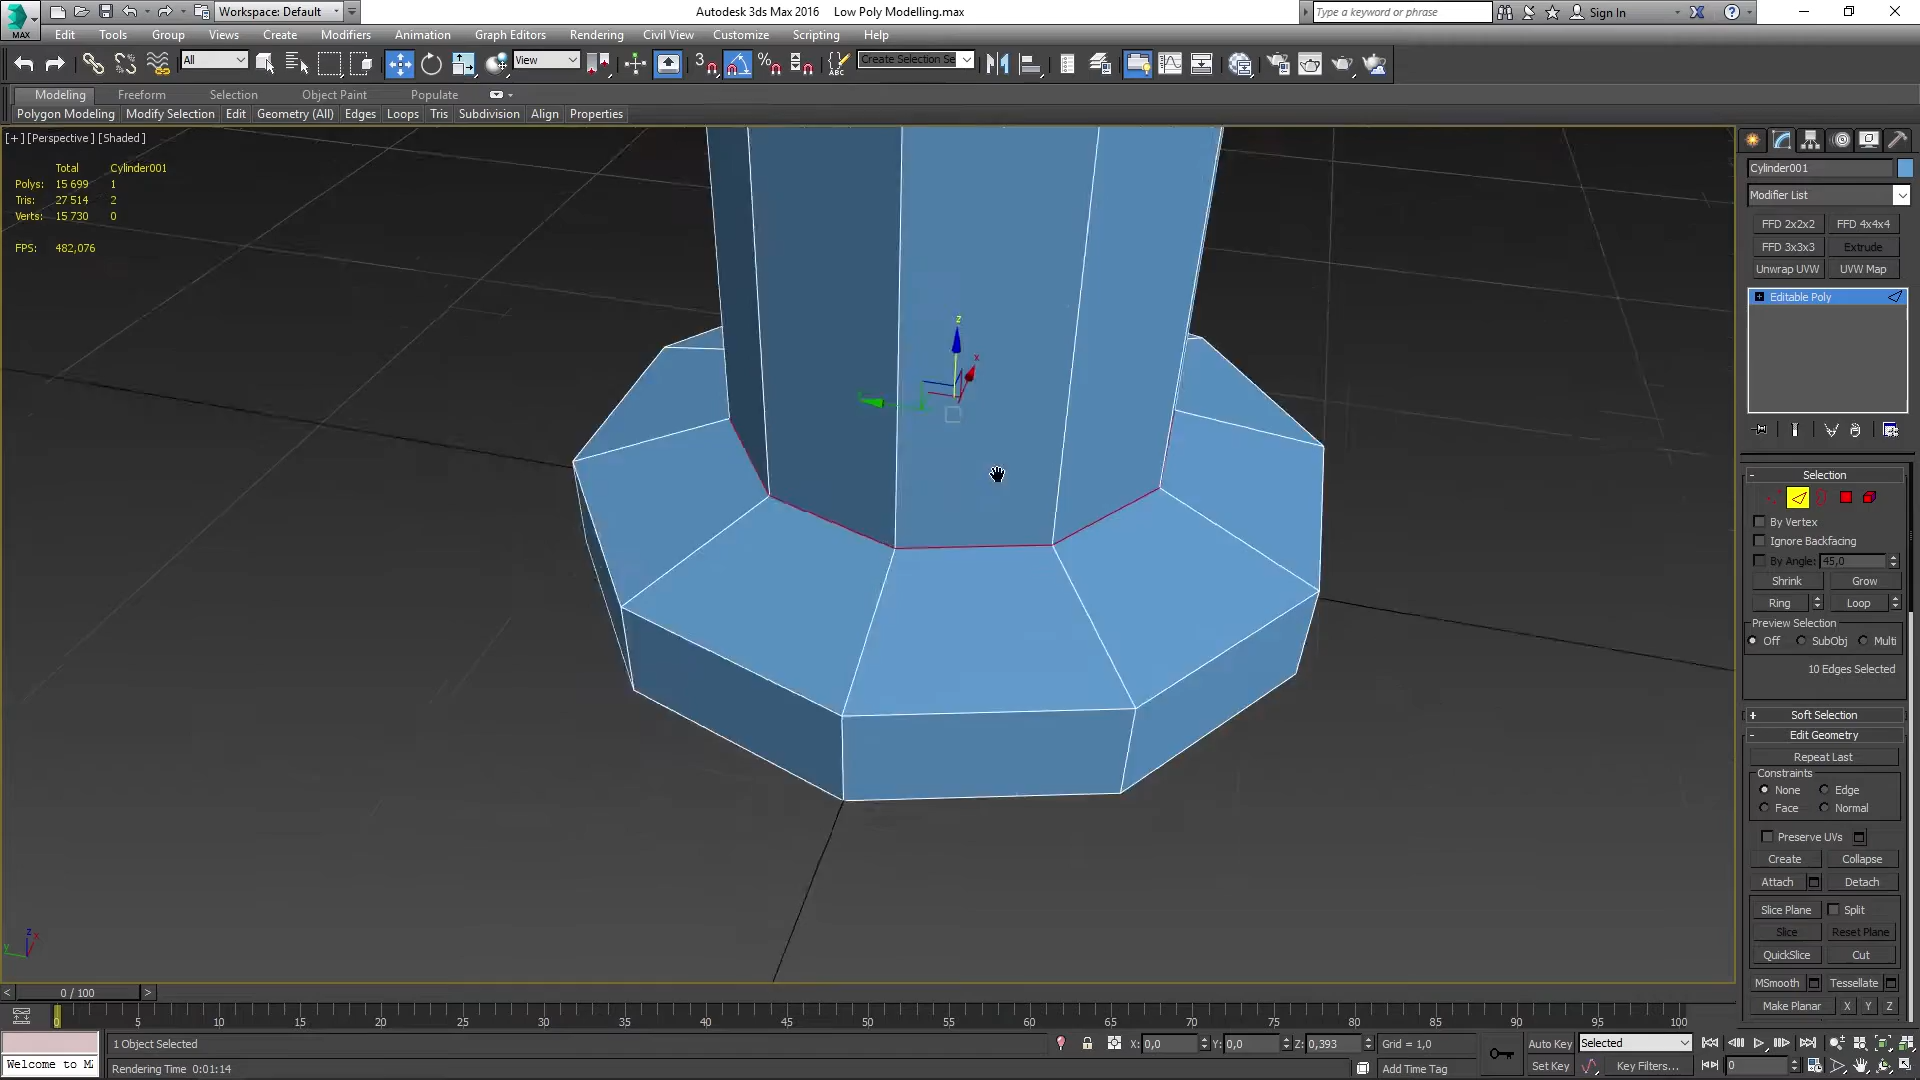 MAX
Workspace: Default
Autodesk 3ds Max 2016 Low Poly Modelling.max
Type a keyword or phrase
Sign In
Edit Tools Group Views Create Modifiers Animation Graph Editors Rendering Civil View Customize Scripting Help
All View 3 ABC Create Selection Se
Modeling Freeform Selection Object Paint Populate
Polygon Modeling Modify Selection Edit Geometry (All) Edges Loops Tris Subdivision Align Properties
[+] [Perspective] [Shaded]
Total Cylinder001
Polys: 15 699 1
Tris: 27 514 2
Verts: 15 730 0
FPS: 482,076
z
x
z
x
y
Cylinder001
Modifier List
FFD 2x2x2 FFD 4x4x4
FFD 3x3x3 Extrude
Unwrap UVW UVW Map
Editable Poly
- Selection
By Vertex
Ignore Backfacing
By Angle: 45,0
Shrink Grow
Ring Loop
Preview Selection
Off SubObj Multi
10 Edges Selected
+ Soft Selection
- Edit Geometry
Repeat Last
Constraints
None Edge
Face Normal
Preserve UVs
Create Collapse
Attach Detach
Slice Plane Split
Slice Reset Plane
QuickSlice Cut
MSmooth Tessellate
Make Planar X Y Z
< 0 / 100 >
0 5 10 15 20 25 30 35 40 45 50 55 60 65 70 75 80 85 90 95 100
1 Object Selected
X: 0,0 Y: 0,0 Z: 0,393 Grid = 1,0
Auto Key Selected
Welcome to M
Rendering Time 0:01:14
Add Time Tag
Set Key Key Filters... 0